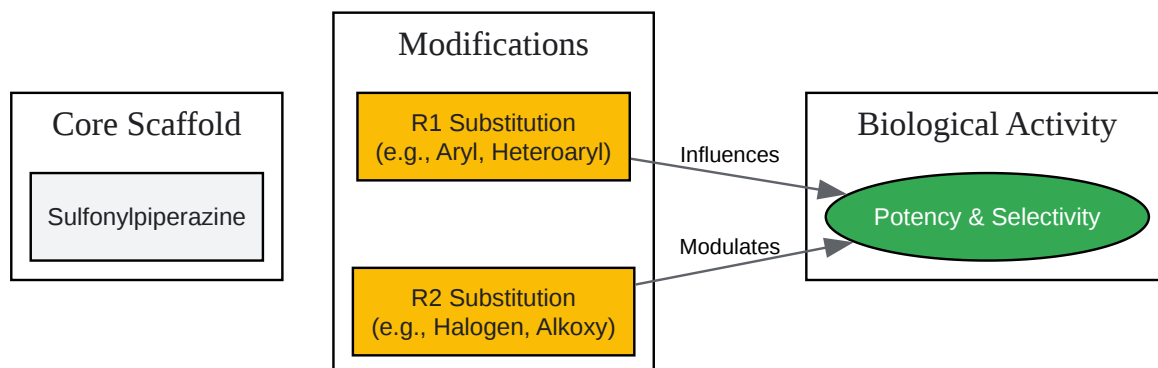 Core Scaffold
Sulfonylpiperazine
Modifications
R1 Substitution
(e.g., Aryl, Heteroaryl)
R2 Substitution
(e.g., Halogen, Alkoxy)
Influences
Modulates
Biological Activity
Potency & Selectivity